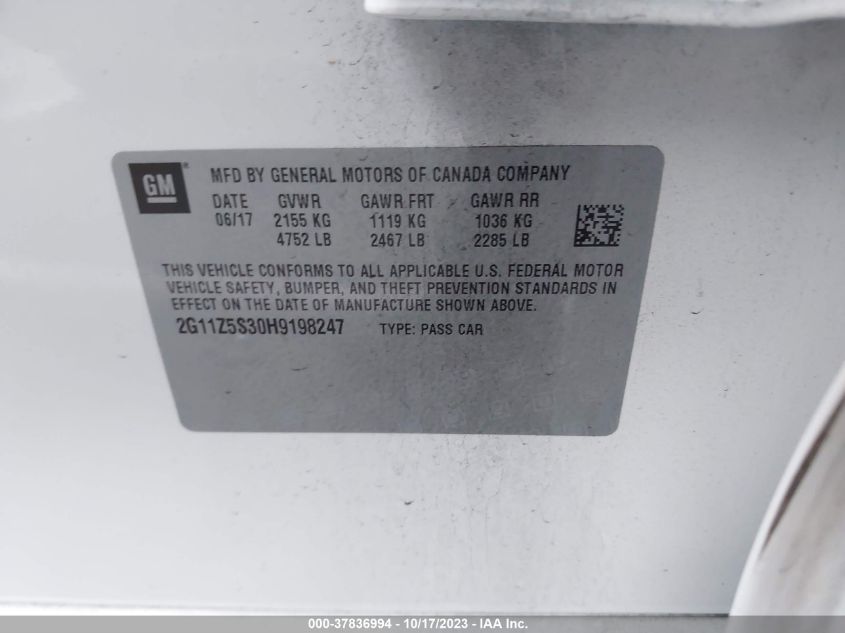 GM ®
MFD BY GENERAL MOTORS OF CANADA COMPANY
DATE GVWR GAWR FRT GAWR RR
06/17 2155 KG 1119 KG 1036 KG
4752 LB 2467 LB 2285 LB
THIS VEHICLE CONFORMS TO ALL APPLICABLE U.S. FEDERAL MOTOR
VEHICLE SAFETY, BUMPER, AND THEFT PREVENTION STANDARDS IN
EFFECT ON THE DATE OF MANUFACTURE SHOWN ABOVE.
2G11Z5S30H9198247 TYPE: PASS CAR
000-37836994 - 10/17/2023 - IAA Inc.